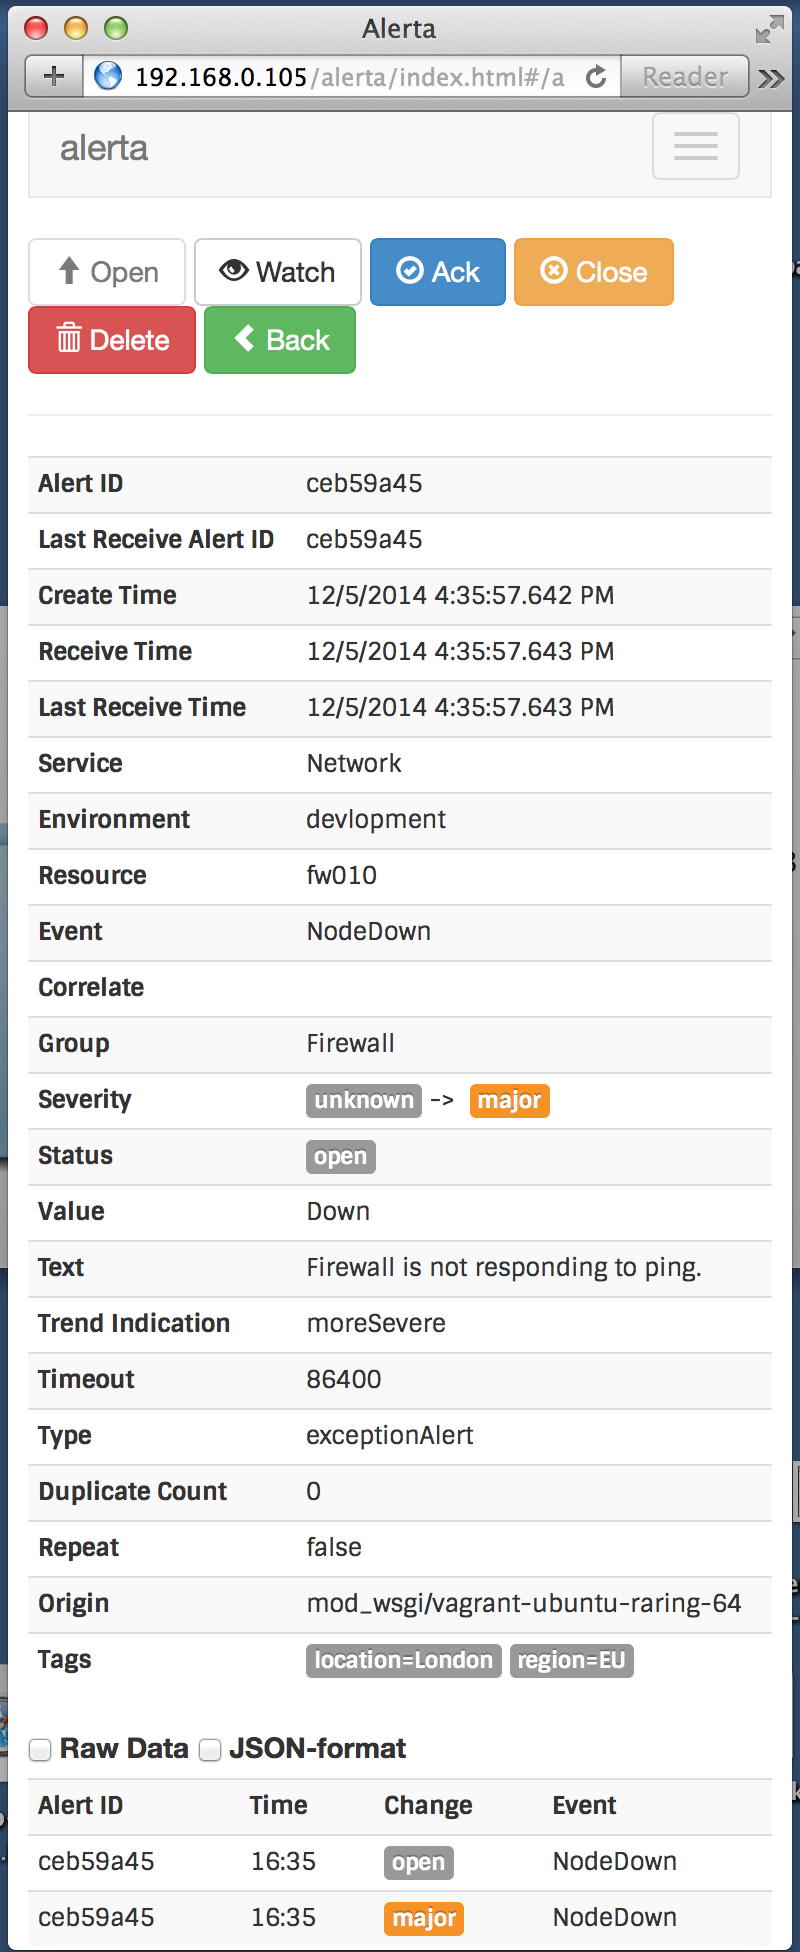 Alerta
192.168.0.105/alerta/index.html#/a
Reader
alerta
Open Watch Ack Close
Delete Back
Alert ID ceb59a45
Last Receive Alert ID ceb59a45
Create Time 12/5/2014 4:35:57.642 PM
Receive Time 12/5/2014 4:35:57.643 PM
Last Receive Time 12/5/2014 4:35:57.643 PM
Service Network
Environment devlopment
Resource fw010
Event NodeDown
Correlate
Group Firewall
Severity unknown -> major
Status open
Value Down
Text Firewall is not responding to ping.
Trend Indication moreSevere
Timeout 86400
Type exceptionAlert
Duplicate Count 0
Repeat false
Origin mod_wsgi/vagrant-ubuntu-raring-64
Tags location=London region=EU
Raw Data JSON-format
Alert ID Time Change Event
ceb59a45 16:35 open NodeDown
ceb59a45 16:35 major NodeDown